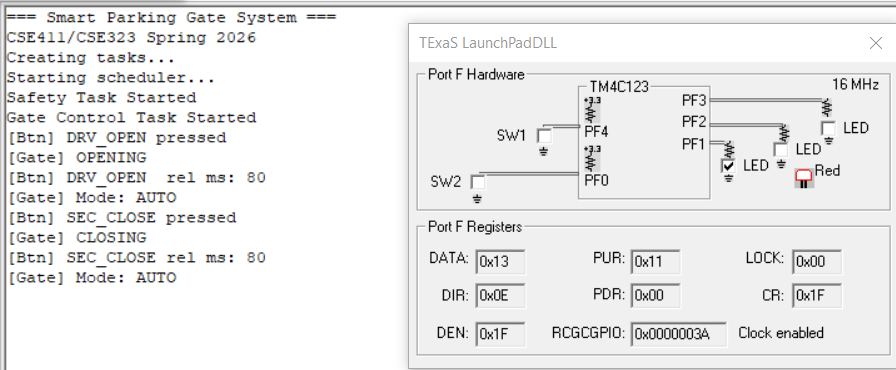 === Smart Parking Gate System ===
CSE411/CSE323 Spring 2026
Creating tasks...
Starting scheduler...
Safety Task Started
Gate Control Task Started
[Btn] DRV_OPEN pressed
[Gate] OPENING
[Btn] DRV_OPEN  rel ms: 80
[Gate] Mode: AUTO
[Btn] SEC_CLOSE pressed
[Gate] CLOSING
[Btn] SEC_CLOSE rel ms: 80
[Gate] Mode: AUTO
TExaS LaunchPadDLL
Port F Hardware
TM4C123
16 MHz
+3.3
PF3
PF2
PF1
SW1
PF4
LED
LED
LED
+3.3
SW2
PF0
Red
Port F Registers
DATA: 0x13 PUR: 0x11 LOCK: 0x00
DIR: 0x0E PDR: 0x00 CR: 0x1F
DEN: 0x1F RCGCGPIO: 0x0000003A Clock enabled